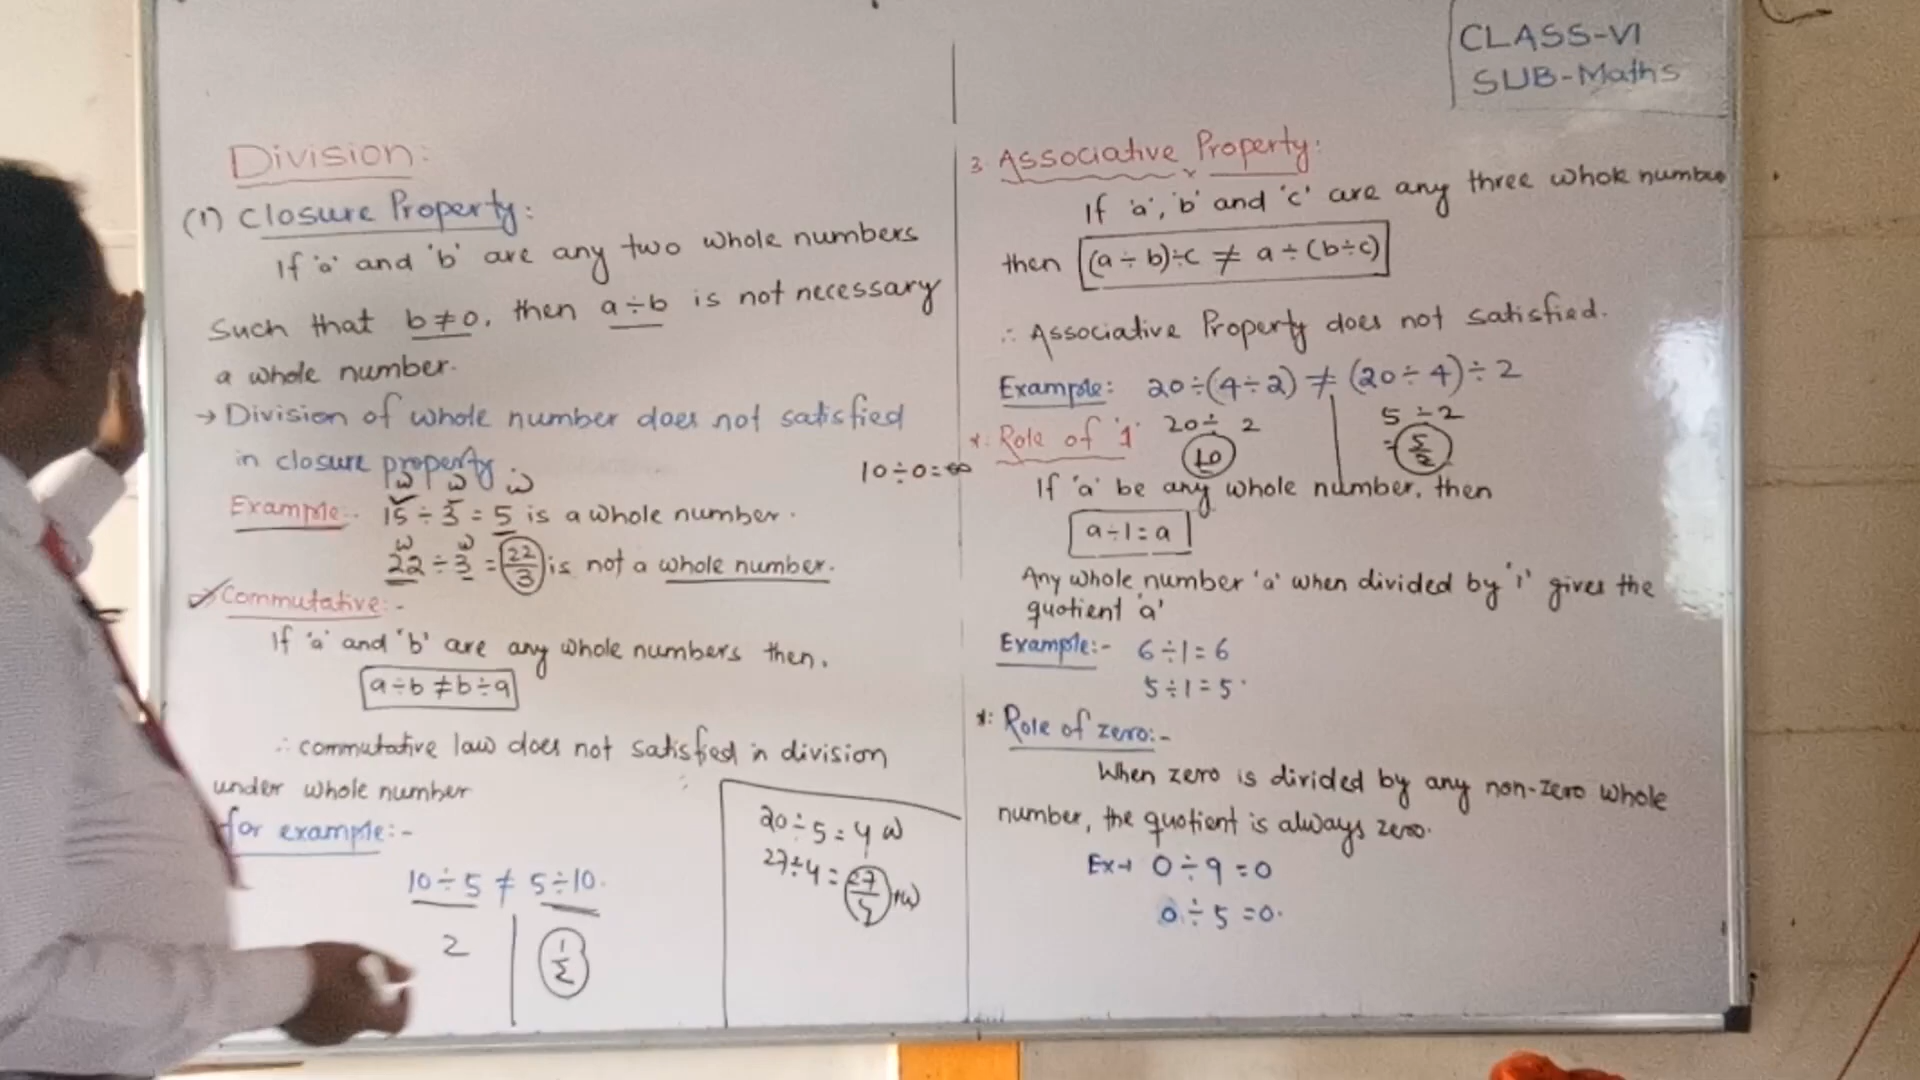 CLASS-VI
SUB-Maths
Division:
(1) Closure Property:
If 'a' and 'b' are any two whole numbers
Such that b≠0, then a÷b is not necessary
a whole number.
→ Division of whole number does not satisfied
in closure property
10÷0=∞
w w w
Example:- 15 ÷ 3 = 5 is a whole number.
w w
22 ÷ 3 = 22/3 is not a whole number.
Commutative:-
If 'a' and 'b' are any whole numbers then,
a÷b ≠ b÷a
∴ commutative law does not satisfied in division
under whole number
for example:-
10÷5 ≠ 5÷10.
2 | 1/2
20÷5=4 w
27÷4=
3. Associative Property:
If 'a', 'b' and 'c' are any three whole number
then (a÷b)÷c ≠ a÷(b÷c)
∴ Associative Property does not satisfied.
Example: 20÷(4÷2) ≠ (20÷4)÷2
20÷ 2 | 5÷2
10 | = 5/2
*: Role of '1'
If 'a' be any whole number, then
a÷1=a
Any whole number 'a' when divided by '1' gives the
quotient 'a'
Example:- 6÷1=6
5÷1=5.
*: Role of zero:-
When zero is divided by any non-zero whole
number, the quotient is always zero.
Ex→ 0÷9=0
0÷5=0.